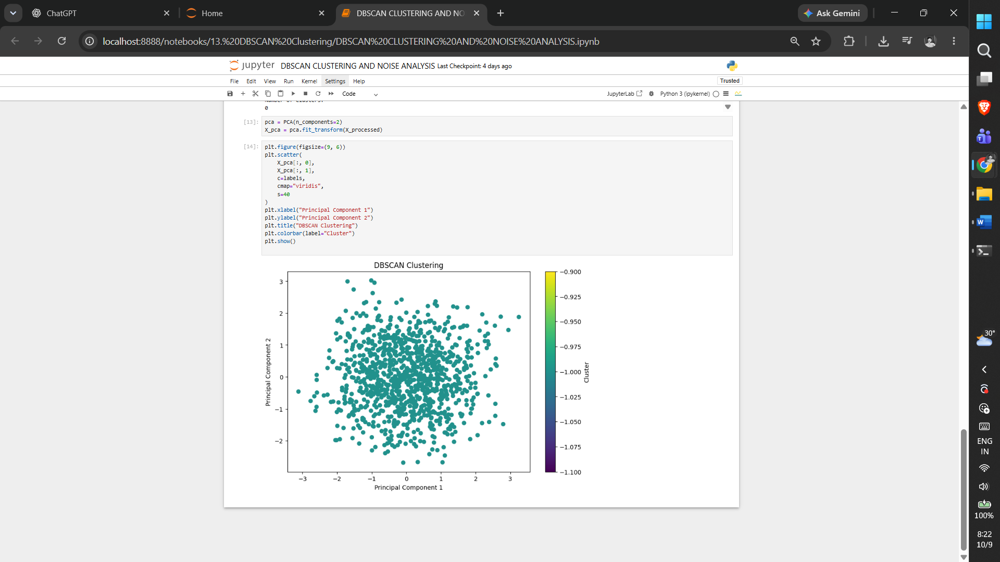 ChatGPT
Home
DBSCAN CLUSTERING AND NO
Ask Gemini
localhost:8888/notebooks/13.%20DBSCAN%20Clustering/DBSCAN%20CLUSTERING%20AND%20NOISE%20ANALYSIS.ipynb
jupyter DBSCAN CLUSTERING AND NOISE ANALYSIS Last Checkpoint: 4 days ago
File Edit View Run Kernel Settings Help
Trusted
Code
JupyterLab
Python 3 (ipykernel)
Number of Clusters:
0
[13]:
pca = PCA(n_components=2)
X_pca = pca.fit_transform(X_processed)
[14]:
plt.figure(figsize=(9, 6))
plt.scatter(
X_pca[:, 0],
X_pca[:, 1],
c=labels,
cmap="viridis",
s=40
)
plt.xlabel("Principal Component 1")
plt.ylabel("Principal Component 2")
plt.title("DBSCAN Clustering")
plt.colorbar(label="Cluster")
plt.show()
DBSCAN Clustering
3
2
1
0
−1
−2
Principal Component 2
−3 −2 −1 0 1 2 3
Principal Component 1
−0.900
−0.925
−0.950
−0.975
−1.000
−1.025
−1.050
−1.075
−1.100
Cluster
30°
ENG
IN
100%
8:22
10/9